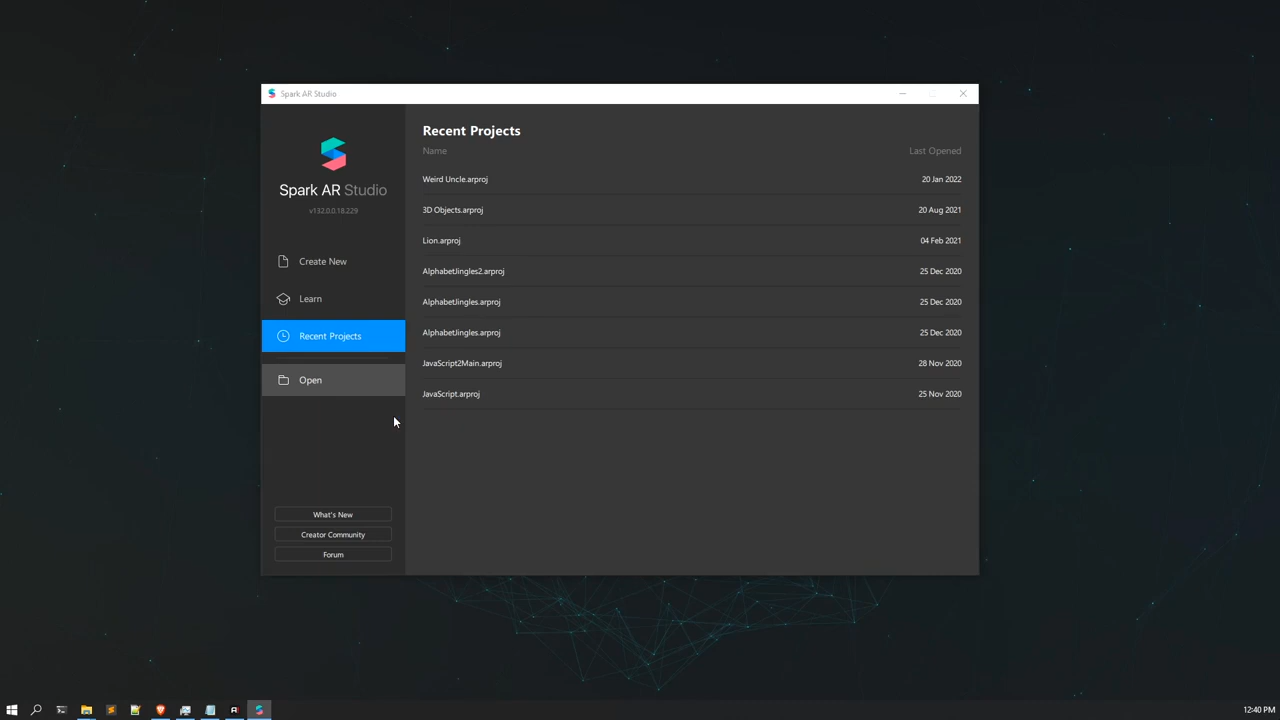 Spark AR Studio
Spark AR Studio
v132.0.0.18.229
Create New
Learn
Recent Projects
Open
What's New
Creator Community
Forum
Recent Projects
Name Last Opened
Weird Uncle.arproj 20 Jan 2022
3D Objects.arproj 20 Aug 2021
Lion.arproj 04 Feb 2021
AlphabetJingles2.arproj 25 Dec 2020
AlphabetJingles.arproj 25 Dec 2020
AlphabetJingles.arproj 25 Dec 2020
JavaScript2Main.arproj 28 Nov 2020
JavaScript.arproj 25 Nov 2020
12:40 PM